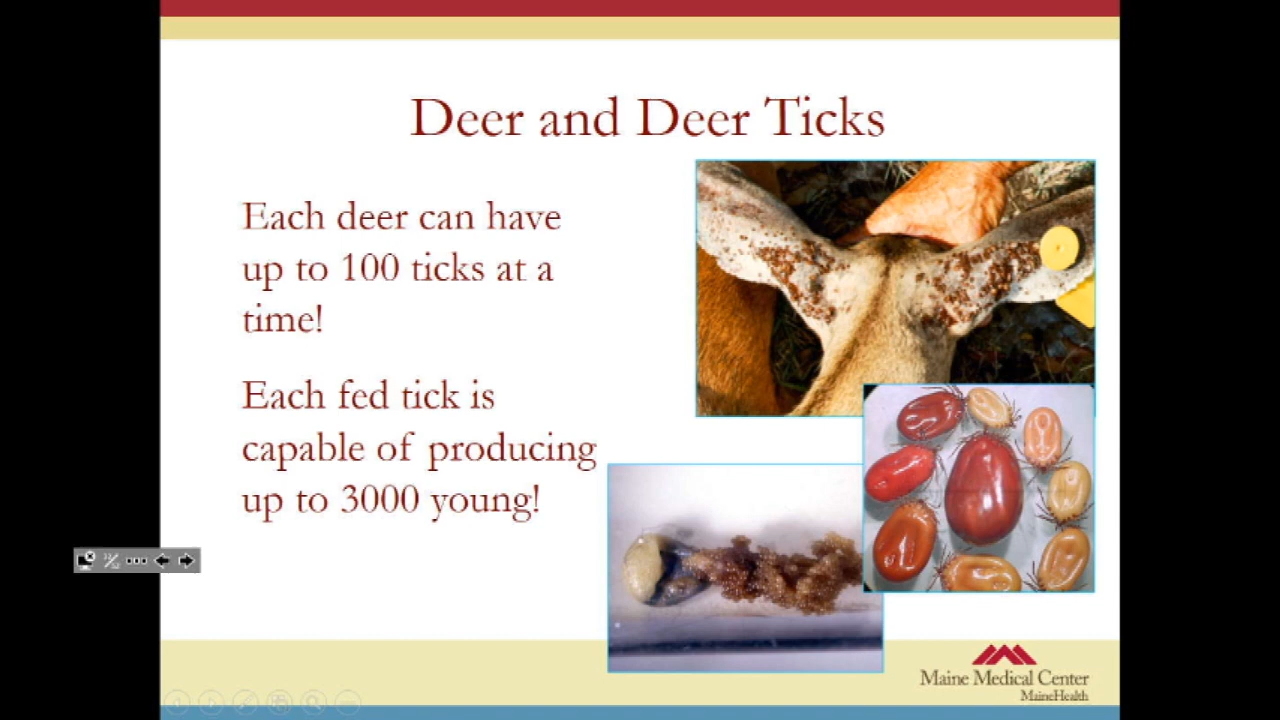 Deer and Deer Ticks
Each deer can have
up to 100 ticks at a
time!
Each fed tick is
capable of producing
up to 3000 young!
Maine Medical Center
MaineHealth